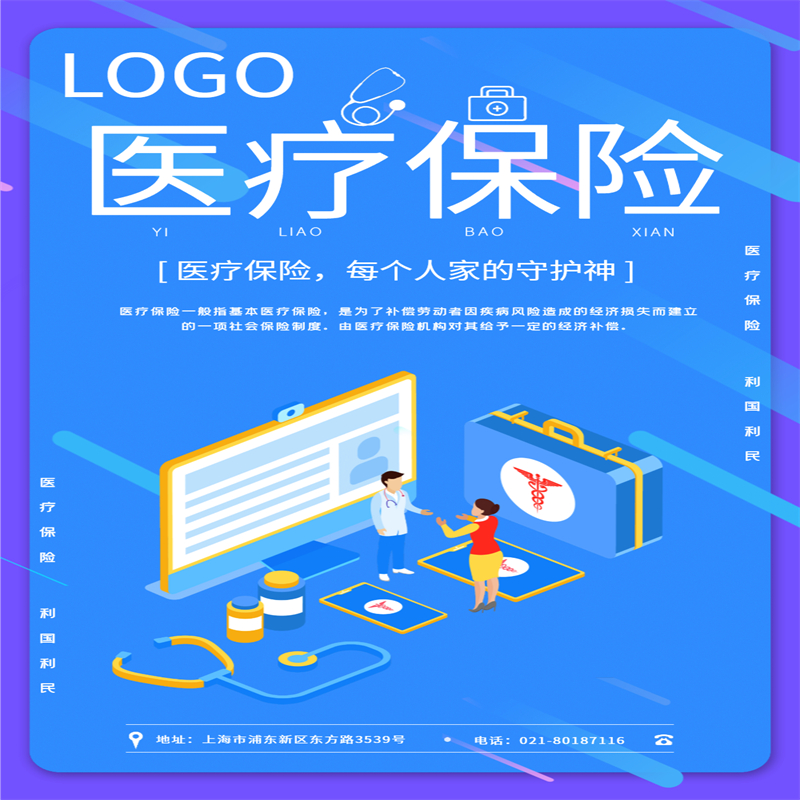 LOGO
医疗保险
YI LIAO BAO XIAN
[ 医疗保险，每个人家的守护神 ]
医疗保险一般指基本医疗保险，是为了补偿劳动者因疾病风险造成的经济损失而建立
的一项社会保险制度。由医疗保险机构对其给予一定的经济补偿。
医疗保险 利国利民
医疗保险 利国利民
地址：上海市浦东新区东方路3539号 电话：021-80187116